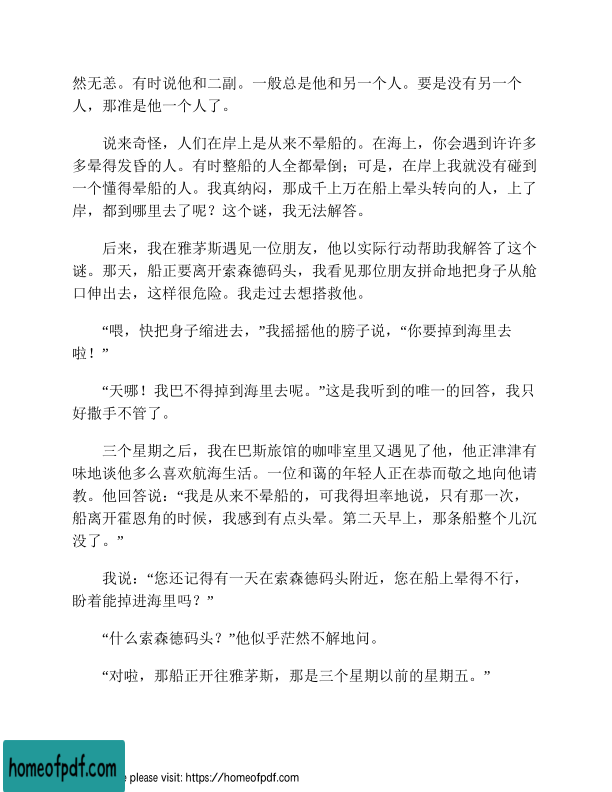 然无恙。有时说他和二副。一般总是他和另一个人。要是没有另一个
人，那准是他一个人了。
说来奇怪，人们在岸上是从来不晕船的。在海上，你会遇到许许多
多晕得发昏的人。有时整船的人全都晕倒；可是，在岸上我就没有碰到
一个懂得晕船的人。我真纳闷，那成千上万在船上晕头转向的人，上了
岸，都到哪里去了呢？这个谜，我无法解答。
后来，我在雅茅斯遇见一位朋友，他以实际行动帮助我解答了这个
谜。那天，船正要离开索森德码头，我看见那位朋友拼命地把身子从舱
口伸出去，这样很危险。我走过去想搭救他。
“喂，快把身子缩进去，”我摇摇他的膀子说，“你要掉到海里去
啦！”
“天哪！我巴不得掉到海里去呢。”这是我听到的唯一的回答，我只
好撒手不管了。
三个星期之后，我在巴斯旅馆的咖啡室里又遇见了他，他正津津有
味地谈他多么喜欢航海生活。一位和蔼的年轻人正在恭而敬之地向他请
教。他回答说：“我是从来不晕船的，可我得坦率地说，只有那一次，
船离开霍恩角的时候，我感到有点头晕。第二天早上，那条船整个儿沉
没了。”
我说：“您还记得有一天在索森德码头附近，您在船上晕得不行，
盼着能掉进海里吗？”
“什么索森德码头？”他似乎茫然不解地问。
“对啦，那船正开往雅茅斯，那是三个星期以前的星期五。”
homeofpdf.com
e please visit: https://homeofpdf.com